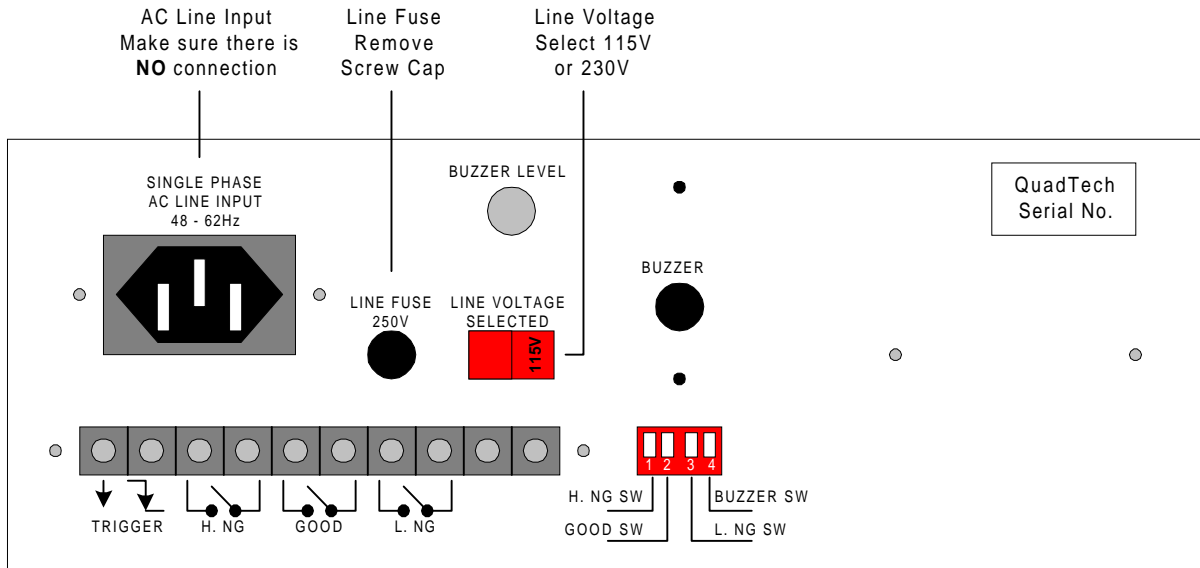 AC Line Input
Make sure there is
NO connection
Line Fuse
Remove
Screw Cap
Line Voltage
Select 115V
or 230V
SINGLE PHASE
AC LINE INPUT
48 - 62Hz
BUZZER LEVEL
QuadTech
Serial No.
BUZZER
LINE FUSE
250V
LINE VOLTAGE
SELECTED
115V
1 2 3 4
TRIGGER
H. NG
GOOD
L. NG
H. NG SW
BUZZER SW
GOOD SW
L. NG SW